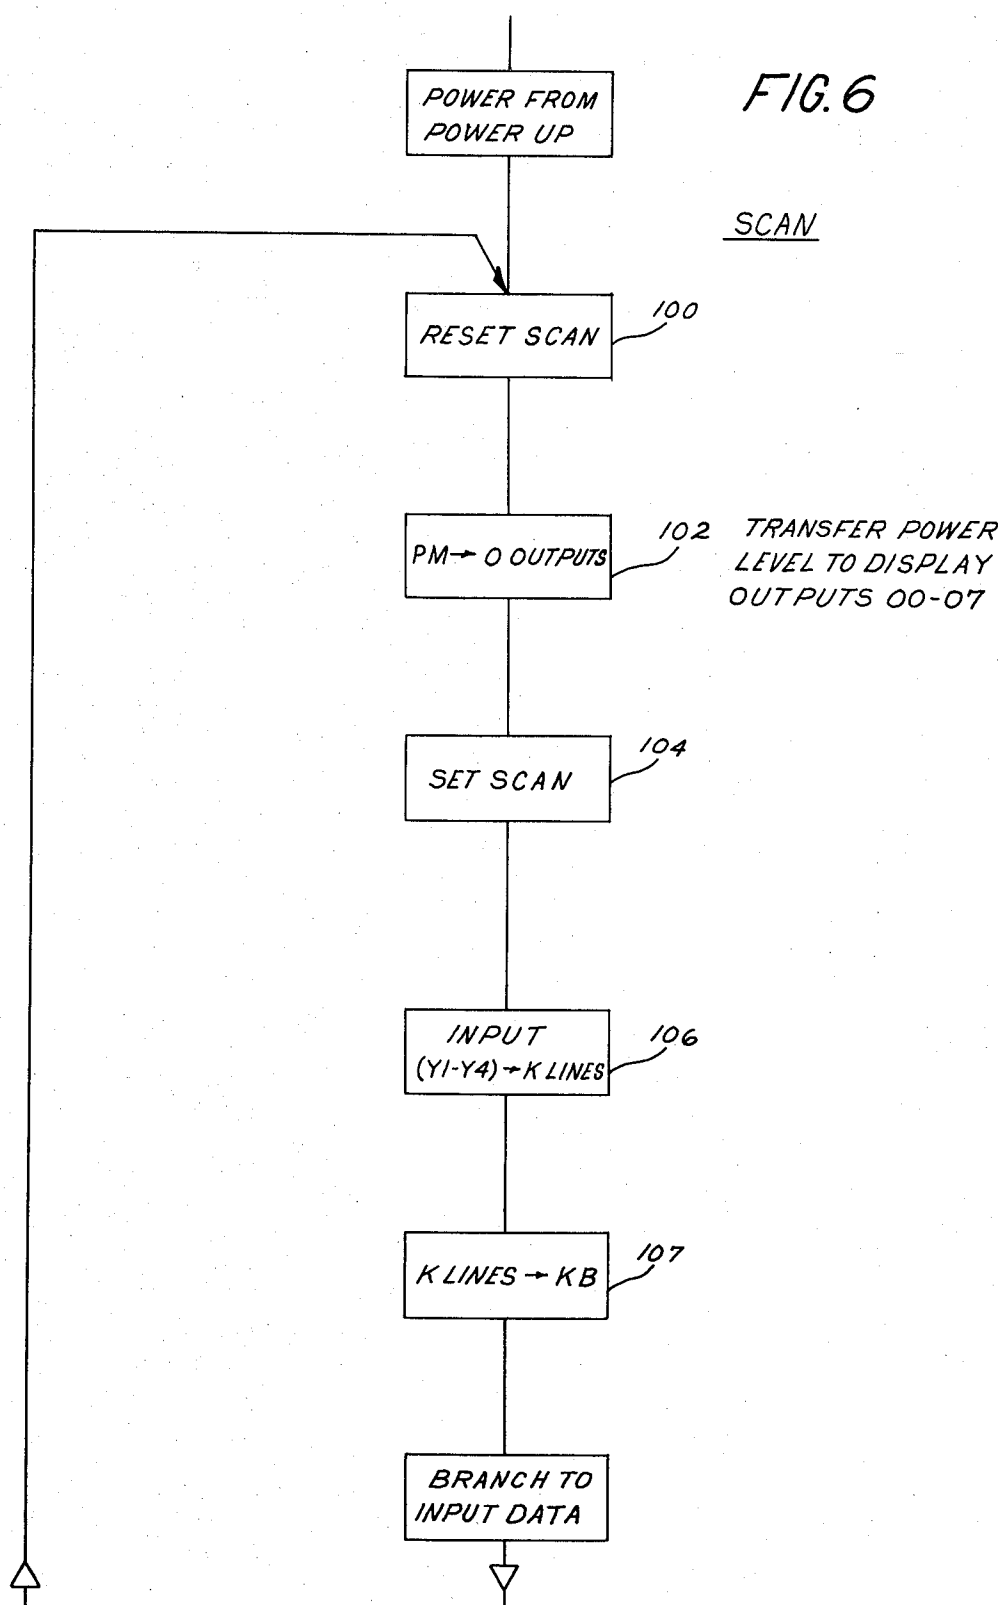 FIG. 6
POWER FROM
POWER UP
SCAN
RESET SCAN
100
PM→ O OUTPUTS
102
TRANSFER POWER
LEVEL TO DISPLAY
OUTPUTS 00-07
SET SCAN
104
INPUT
(Y1-Y4)→K LINES
106
K LINES → KB
107
BRANCH TO
INPUT DATA